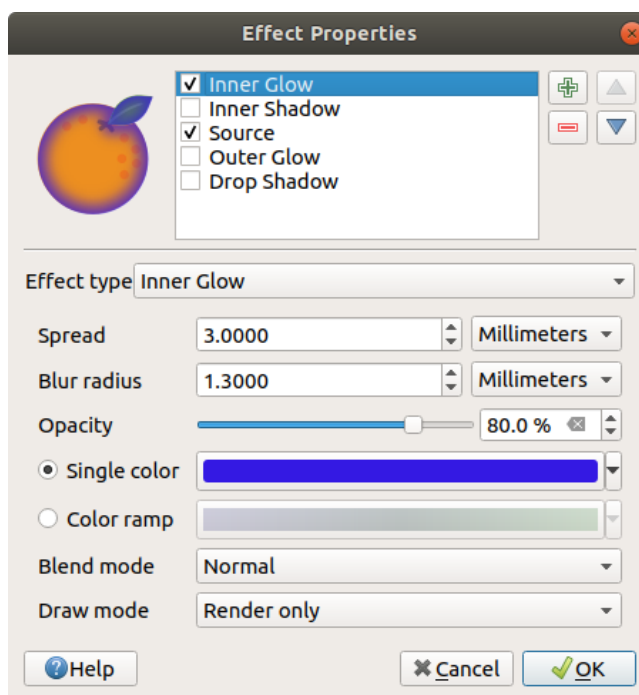 Effect Properties
Inner Glow
Inner Shadow
Source
Outer Glow
Drop Shadow
Effect type Inner Glow
Spread 3.0000 Millimeters
Blur radius 1.3000 Millimeters
Opacity 80.0 %
Single color
Color ramp
Blend mode Normal
Draw mode Render only
Help Cancel OK